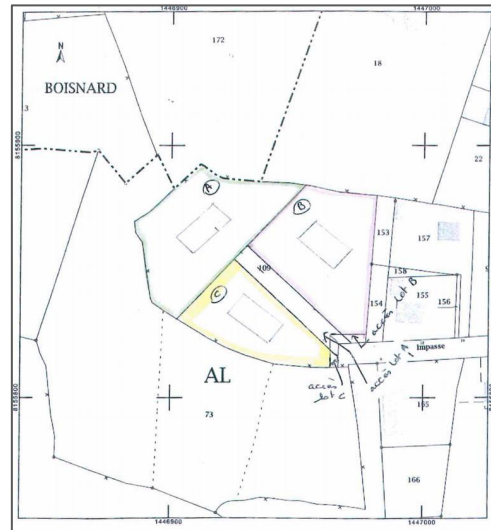 1446900
1447000
172
18
N
BOISNARD
3
8155900
22
A
B
153
157
109
158
C
154
155
156
accès lot B
Impasse
AL
accès lot A
accès
lot c
8155800
73
165
166
1446900
1447000